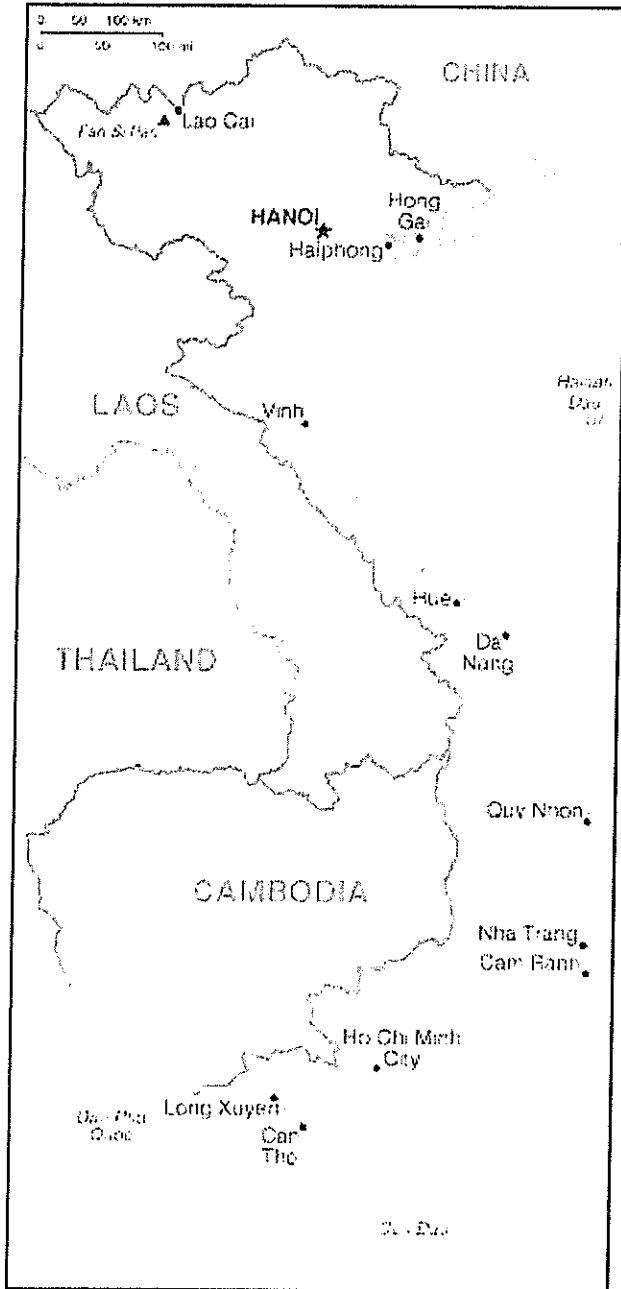 0 50 100 km
0 50 100 mi
CHINA
Lao Cai
HANOI
Hong
Gai
Haiphong
LAOS
Vinh
Hue
Da
Nang
THAILAND
Quy Nhon
CAMBODIA
Nha Trang
Cam Ranh
Ho Chi Minh
City
Long Xuyen
Can
Tho